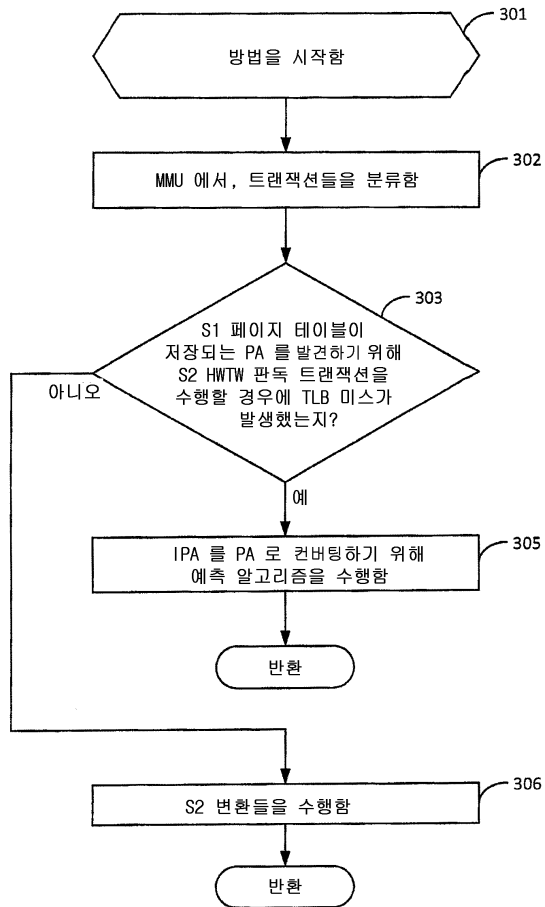 301
방법을 시작함
302
MMU 에서, 트랜잭션들을 분류함
303
S1 페이지 테이블이
저장되는 PA 를 발견하기 위해
S2 HWTW 판독 트랜잭션을
수행할 경우에 TLB 미스가
발생했는지?
아니오
예
305
IPA 를 PA 로 컨버팅하기 위해
예측 알고리즘을 수행함
반환
306
S2 변환들을 수행함
반환